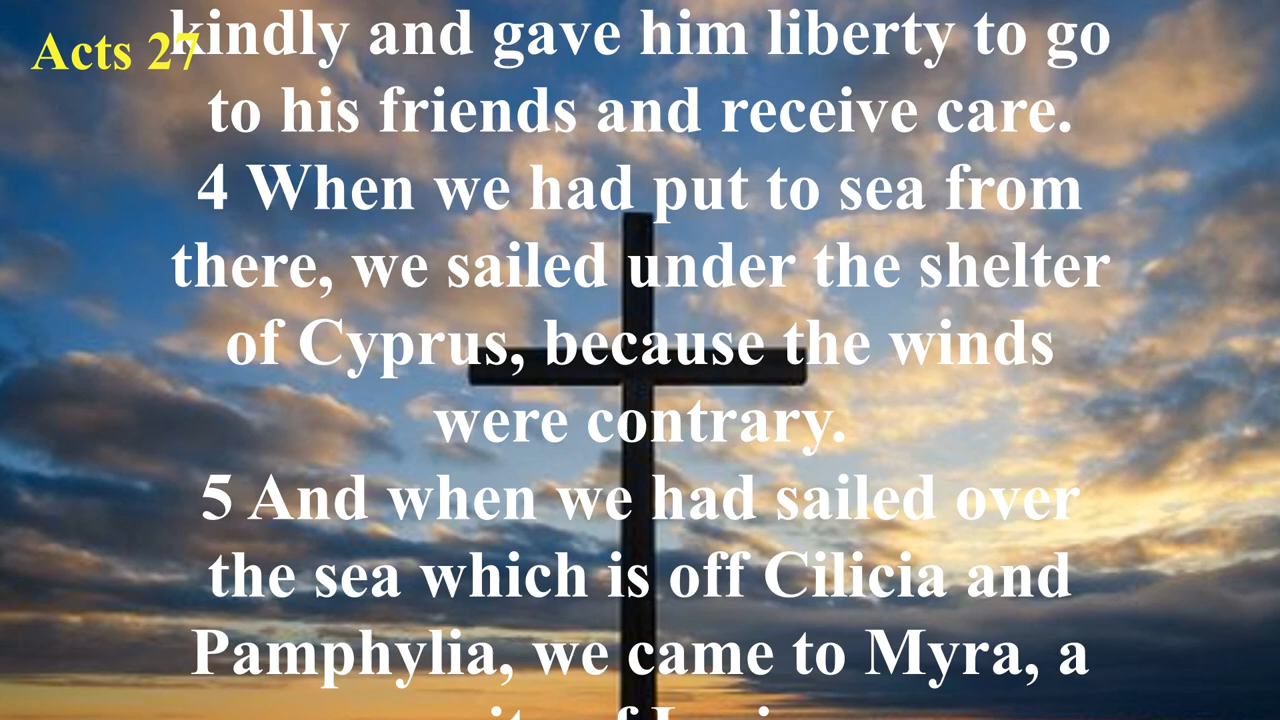 Acts 27
kindly and gave him liberty to go
to his friends and receive care.
4 When we had put to sea from
there, we sailed under the shelter
of Cyprus, because the winds
were contrary.
5 And when we had sailed over
the sea which is off Cilicia and
Pamphylia, we came to Myra, a